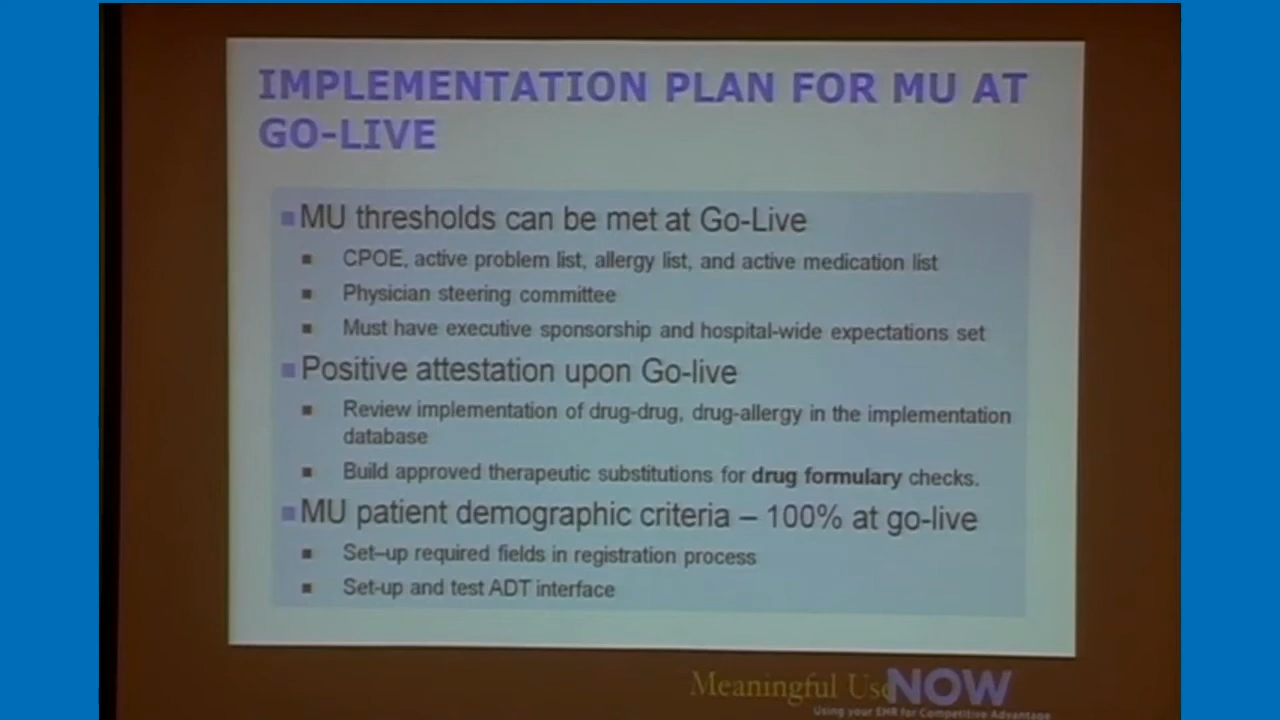 IMPLEMENTATION PLAN FOR MU AT
GO-LIVE
MU thresholds can be met at Go-Live
CPOE, active problem list, allergy list, and active medication list
Physician steering committee
Must have executive sponsorship and hospital-wide expectations set
Positive attestation upon Go-live
Review implementation of drug-drug, drug-allergy in the implementation
database
Build approved therapeutic substitutions for drug formulary checks.
MU patient demographic criteria – 100% at go-live
Set–up required fields in registration process
Set-up and test ADT interface
Meaningful Use NOW
Using your EHR for Competitive Advantage